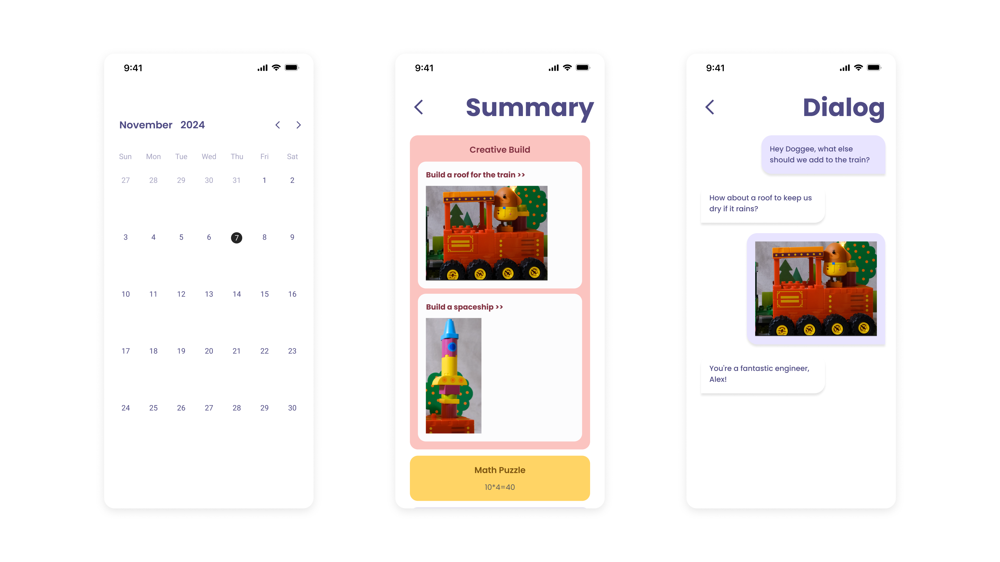 9:41
November 2024
Sun Mon Tue Wed Thu Fri Sat
27 28 29 30 31 1 2
3 4 5 6 7 8 9
10 11 12 13 14 15 16
17 18 19 20 21 22 23
24 25 26 27 28 29 30
9:41
Summary
Creative Build
Build a roof for the train >>
Build a spaceship >>
Math Puzzle
10*4=40
9:41
Dialog
Hey Doggee, what else
should we add to the train?
How about a roof to keep us
dry if it rains?
You're a fantastic engineer,
Alex!